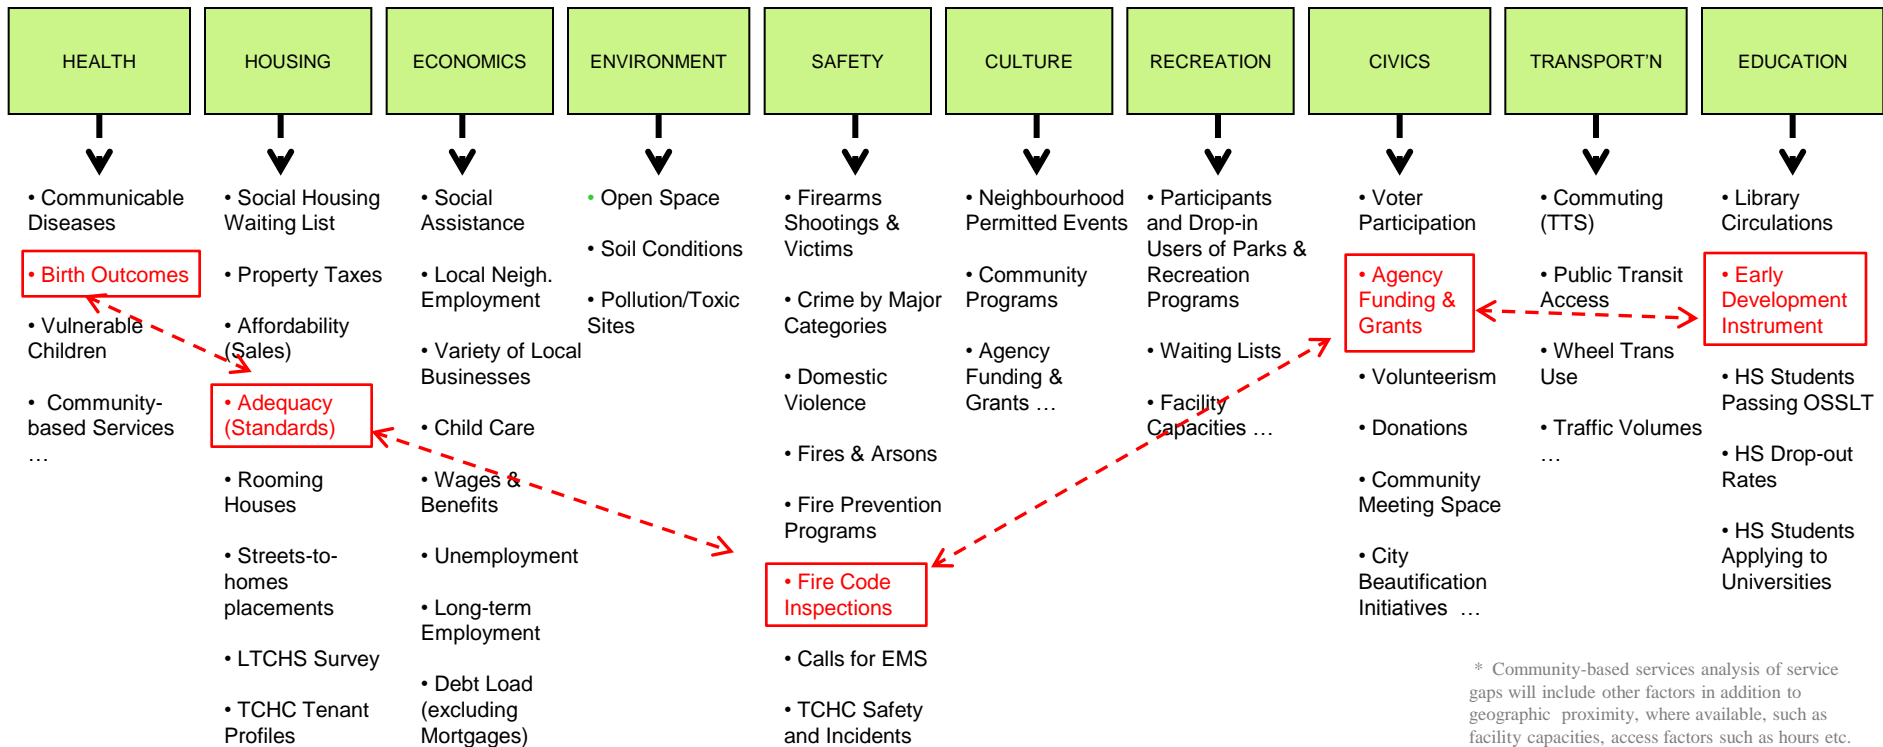 HEALTH
HOUSING
ECONOMICS
ENVIRONMENT
SAFETY
CULTURE
RECREATION
CIVICS
TRANSPORT'N
EDUCATION
• Communicable
Diseases
• Birth Outcomes
• Vulnerable
Children
• Community-
based Services
…
• Social Housing
Waiting List
• Property Taxes
• Affordability
(Sales)
• Adequacy
(Standards)
• Rooming
Houses
• Streets-to-
homes
placements
• LTCHS Survey
• TCHC Tenant
Profiles
• Social
Assistance
• Local Neigh.
Employment
• Variety of Local
Businesses
• Child Care
• Wages &
Benefits
• Unemployment
• Long-term
Employment
• Debt Load
(excluding
Mortgages)
• Open Space
• Soil Conditions
• Pollution/Toxic
Sites
• Firearms
Shootings &
Victims
• Crime by Major
Categories
• Domestic
Violence
• Fires & Arsons
• Fire Prevention
Programs
• Fire Code
Inspections
• Calls for EMS
• TCHC Safety
and Incidents
• Neighbourhood
Permitted Events
• Community
Programs
• Agency
Funding &
Grants …
• Participants
and Drop-in
Users of Parks &
Recreation
Programs
• Waiting Lists
• Facility
Capacities …
• Voter
Participation
• Agency
Funding &
Grants
• Volunteerism
• Donations
• Community
Meeting Space
• City
Beautification
Initiatives …
• Commuting
(TTS)
• Public Transit
Access
• Wheel Trans
Use
• Traffic Volumes
…
• Library
Circulations
• Early
Development
Instrument
• HS Students
Passing OSSLT
• HS Drop-out
Rates
• HS Students
Applying to
Universities
* Community-based services analysis of service
gaps will include other factors in addition to
geographic proximity, where available, such as
facility capacities, access factors such as hours etc.